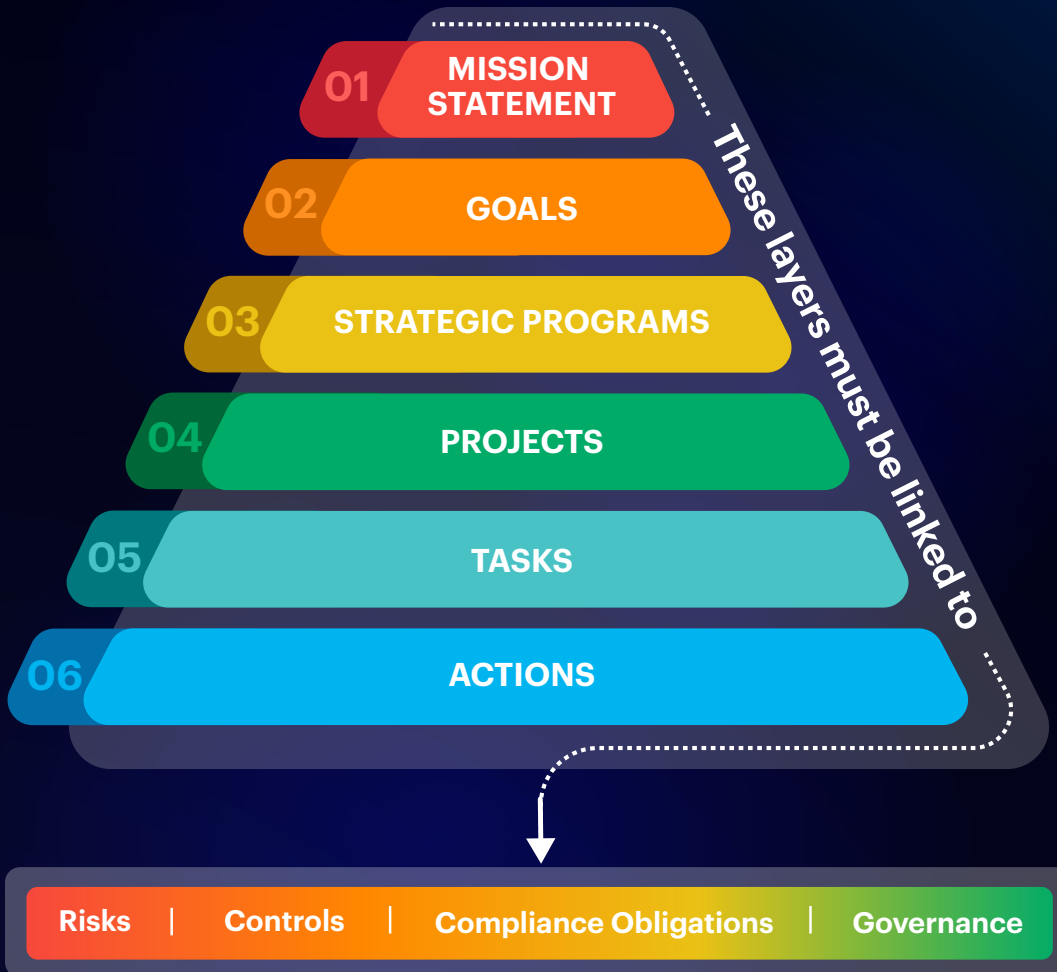 01
MISSION
STATEMENT
02
GOALS
03
STRATEGIC PROGRAMS
04
PROJECTS
05
TASKS
06
ACTIONS
These layers must be linked to
Risks | Controls | Compliance Obligations | Governance